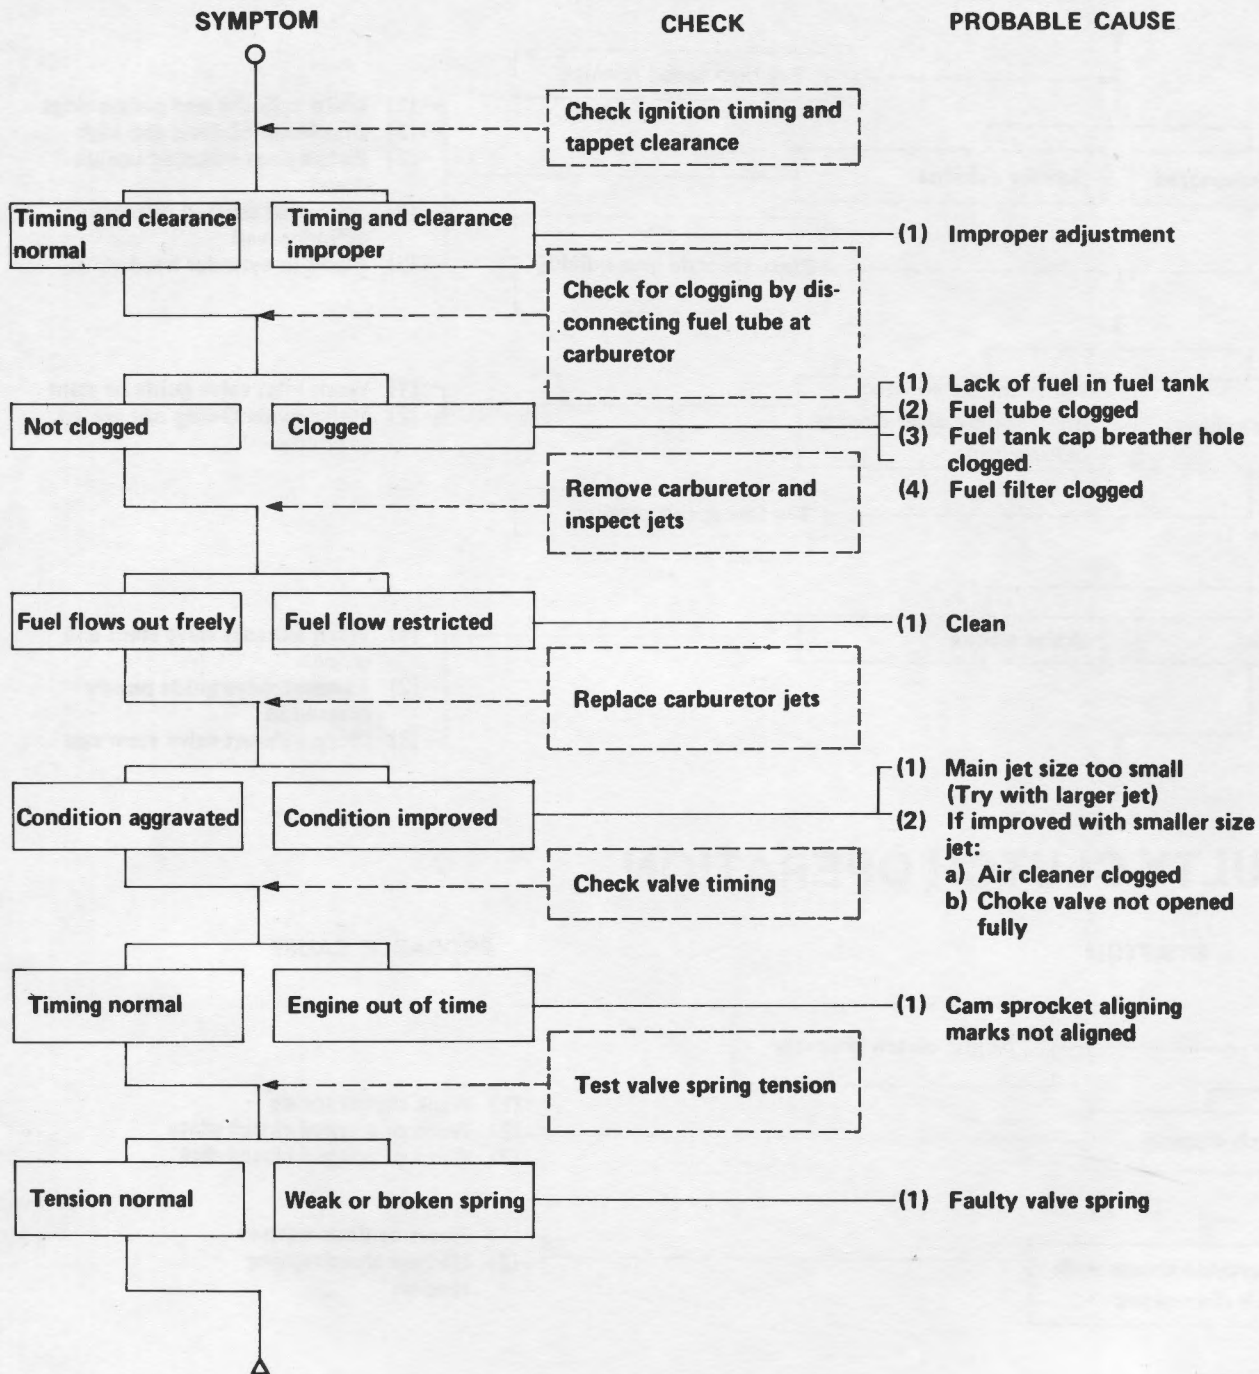 SYMPTOM
CHECK
PROBABLE CAUSE
Check ignition timing and
tappet clearance
Timing and clearance
normal
Timing and clearance
improper
(1) Improper adjustment
Check for clogging by dis-
connecting fuel tube at
carburetor
Not clogged
Clogged
(1) Lack of fuel in fuel tank
(2) Fuel tube clogged
(3) Fuel tank cap breather hole
clogged
(4) Fuel filter clogged
Remove carburetor and
inspect jets
Fuel flows out freely
Fuel flow restricted
(1) Clean
Replace carburetor jets
Condition aggravated
Condition improved
(1) Main jet size too small
(Try with larger jet)
(2) If improved with smaller size
jet:
a) Air cleaner clogged
b) Choke valve not opened
fully
Check valve timing
Timing normal
Engine out of time
(1) Cam sprocket aligning
marks not aligned
Test valve spring tension
Tension normal
Weak or broken spring
(1) Faulty valve spring